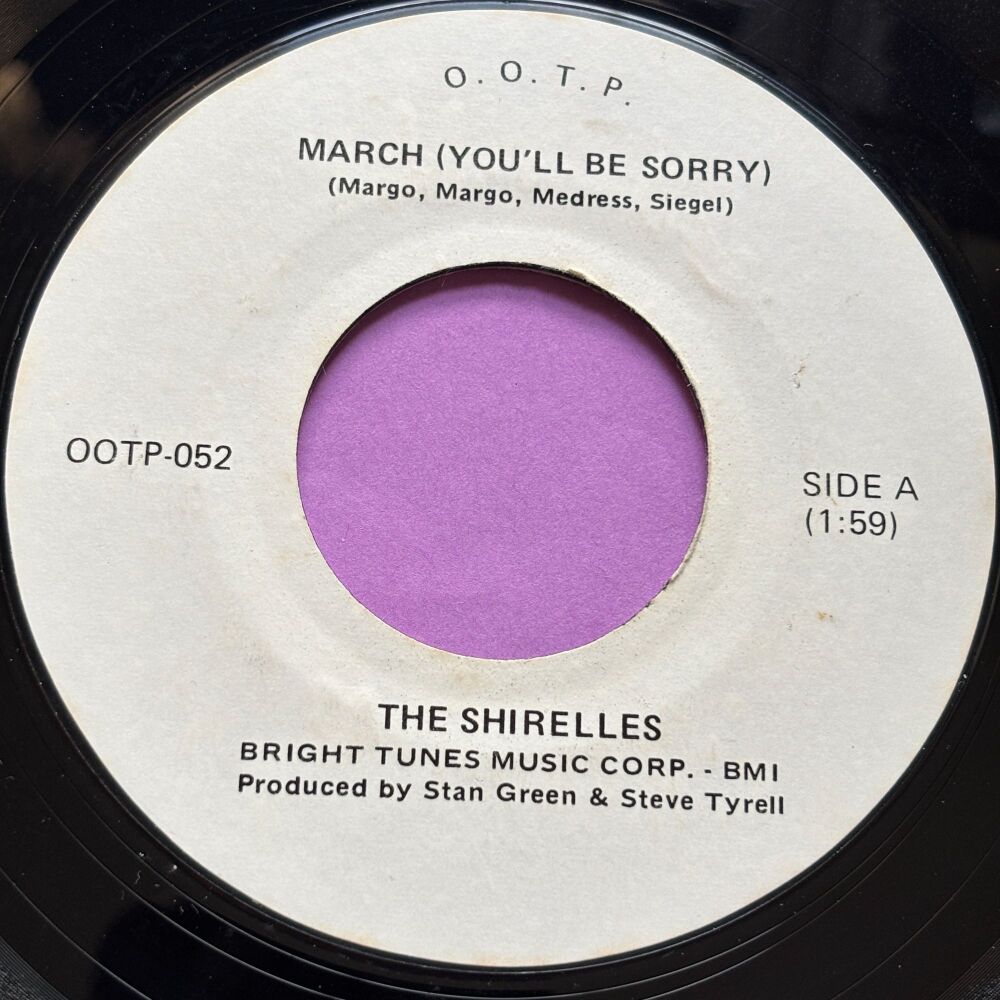 O. O. T. P.
MARCH (YOU'LL BE SORRY)
(Margo, Margo, Medress, Siegel)
OOTP-052
SIDE A
(1:59)
THE SHIRELLES
BRIGHT TUNES MUSIC CORP. - BMI
Produced by Stan Green & Steve Tyrell